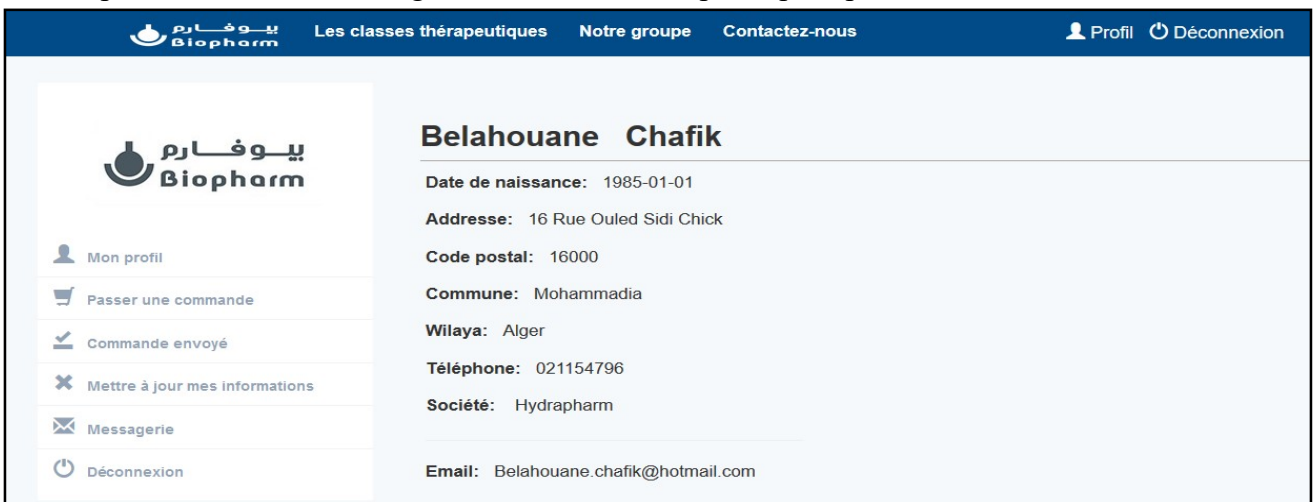 بيوفارم
Biopharm
Les classes thérapeutiques Notre groupe Contactez-nous Profil Déconnexion
بيوفارم
Biopharm
Mon profil
Passer une commande
Commande envoyé
Mettre à jour mes informations
Messagerie
Déconnexion
Belahouane Chafik
Date de naissance: 1985-01-01
Addresse: 16 Rue Ouled Sidi Chick
Code postal: 16000
Commune: Mohammadia
Wilaya: Alger
Téléphone: 021154796
Société: Hydrapharm
Email: Belahouane.chafik@hotmail.com